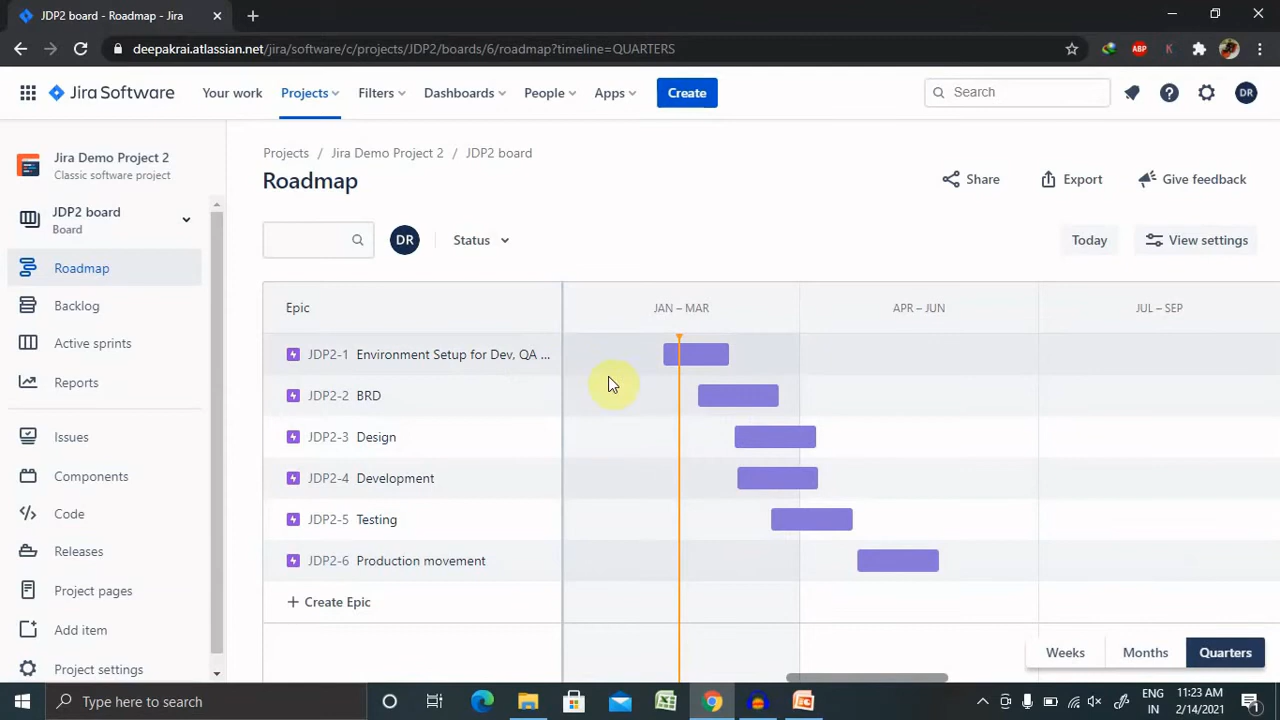 JDP2 board - Roadmap - Jira
deepakrai.atlassian.net/jira/software/c/projects/JDP2/boards/6/roadmap?timeline=QUARTERS
ABP
K
Jira Software
Your work
Projects
Filters
Dashboards
People
Apps
Create
Search
DR
Jira Demo Project 2
Classic software project
JDP2 board
Board
Roadmap
Backlog
Active sprints
Reports
Issues
Components
Code
Releases
Project pages
Add item
Project settings
Projects / Jira Demo Project 2 / JDP2 board
Roadmap
Share
Export
Give feedback
DR
Status
Today
View settings
Epic
JAN – MAR
APR – JUN
JUL – SEP
JDP2-1 Environment Setup for Dev, QA ...
JDP2-2 BRD
JDP2-3 Design
JDP2-4 Development
JDP2-5 Testing
JDP2-6 Production movement
+ Create Epic
Weeks
Months
Quarters
Type here to search
ENG
IN
11:23 AM
2/14/2021
1